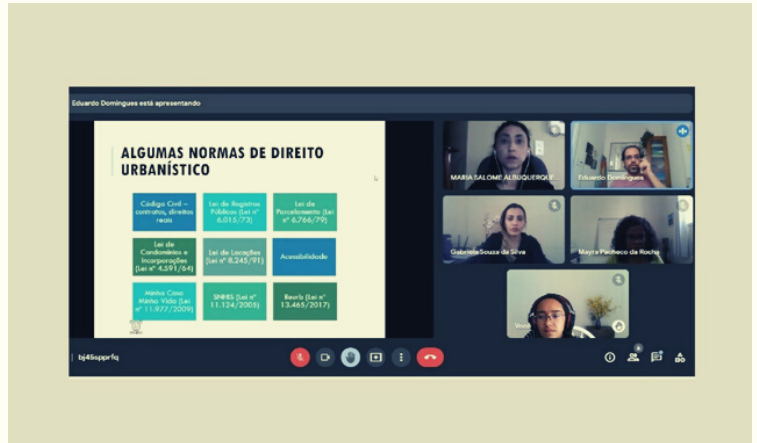 Eduardo Domingues está apresentando
ALGUMAS NORMAS DE DIREITO
URBANÍSTICO
Código Civil –
contratos, direitos
reais
Lei de Registros
Públicos (Lei nº
6.015/73)
Lei de
Parcelamento (Lei
nº 6.766/79)
Lei de
Condomínios e
Incorporações
(Lei nº 4.591/64)
Lei de Locações
(Lei nº 8.245/91)
Acessibilidade
Minha Casa
Minha Vida (Lei
nº 11.977/2009)
SNHIS (Lei nº
11.124/2005)
Reurb (Lei nº
13.465/2017)
MARIA SALOME ALBUQUERQUE...
Eduardo Domingues
Gabriela Souza da Silva
Mayra Pacheco da Rocha
Você